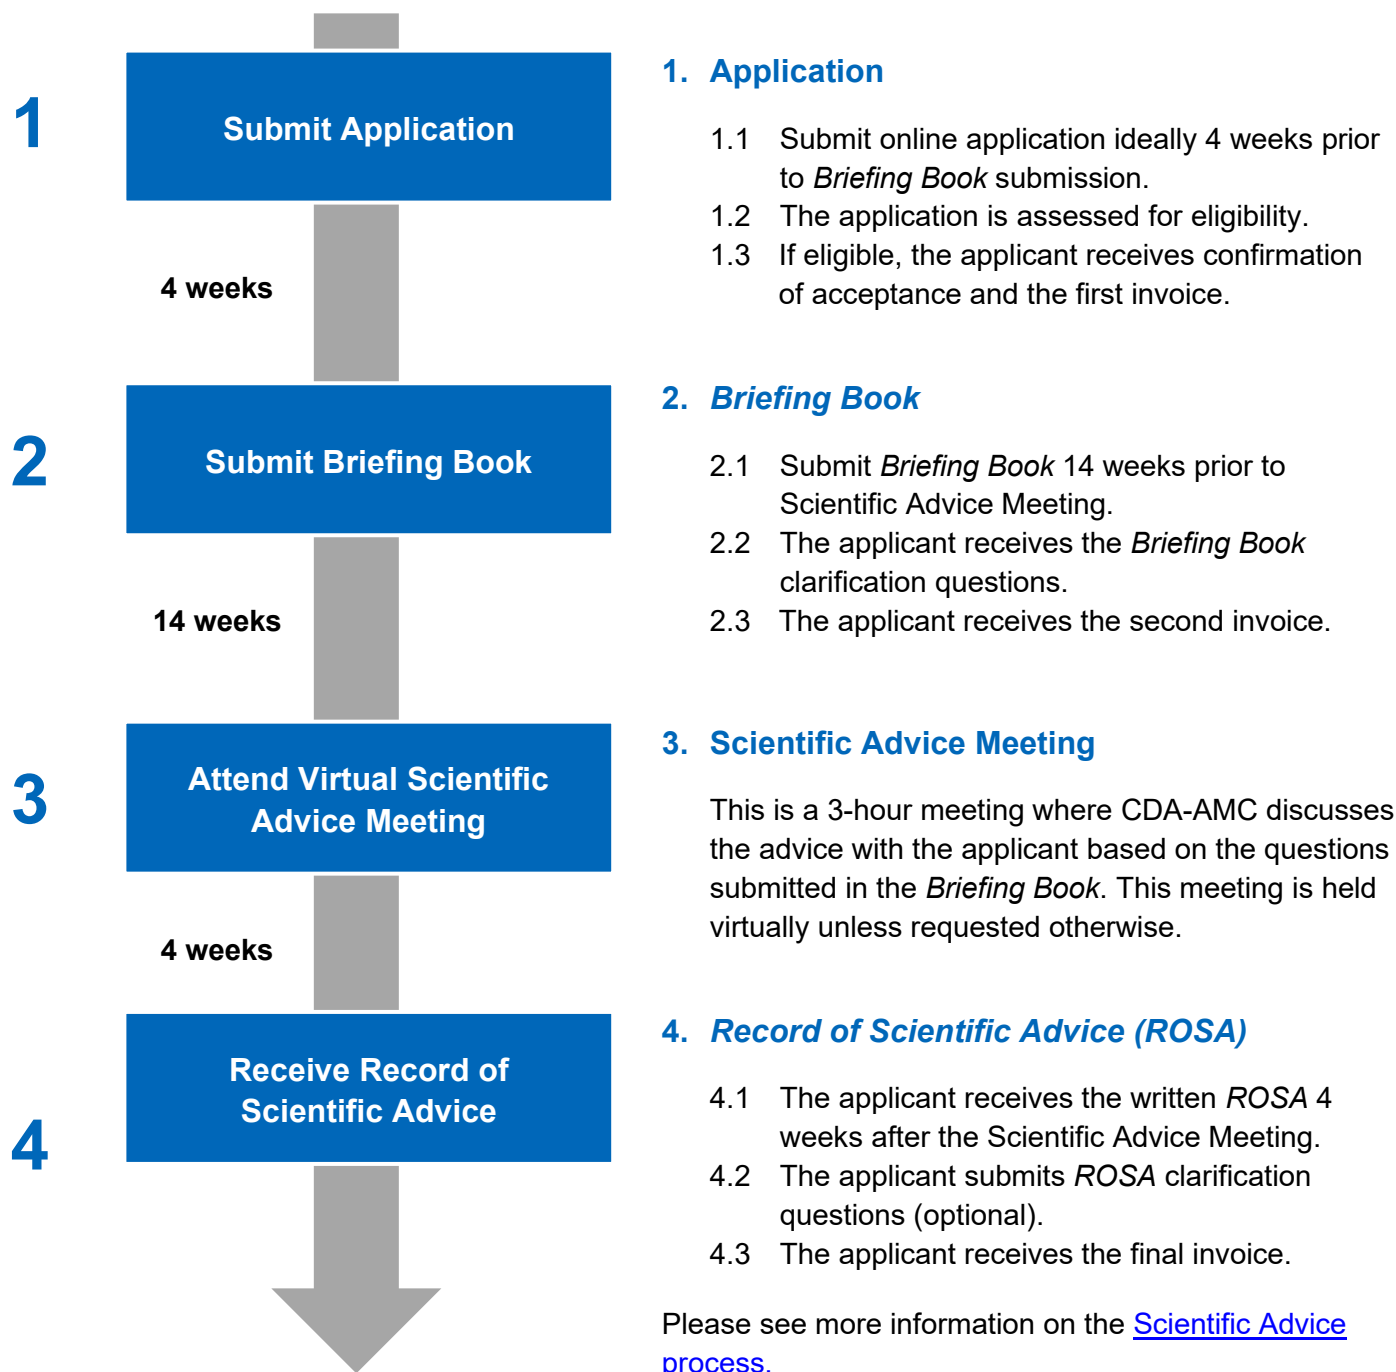 1
Submit Application
4 weeks
2
Submit Briefing Book
14 weeks
3
Attend Virtual Scientific
Advice Meeting
4 weeks
4
Receive Record of
Scientific Advice
1. Application
1.1 Submit online application ideally 4 weeks prior
to Briefing Book submission.
1.2 The application is assessed for eligibility.
1.3 If eligible, the applicant receives confirmation
of acceptance and the first invoice.
2. Briefing Book
2.1 Submit Briefing Book 14 weeks prior to
Scientific Advice Meeting.
2.2 The applicant receives the Briefing Book
clarification questions.
2.3 The applicant receives the second invoice.
3. Scientific Advice Meeting
This is a 3-hour meeting where CDA-AMC discusses
the advice with the applicant based on the questions
submitted in the Briefing Book. This meeting is held
virtually unless requested otherwise.
4. Record of Scientific Advice (ROSA)
4.1 The applicant receives the written ROSA 4
weeks after the Scientific Advice Meeting.
4.2 The applicant submits ROSA clarification
questions (optional).
4.3 The applicant receives the final invoice.
Please see more information on the Scientific Advice
process.